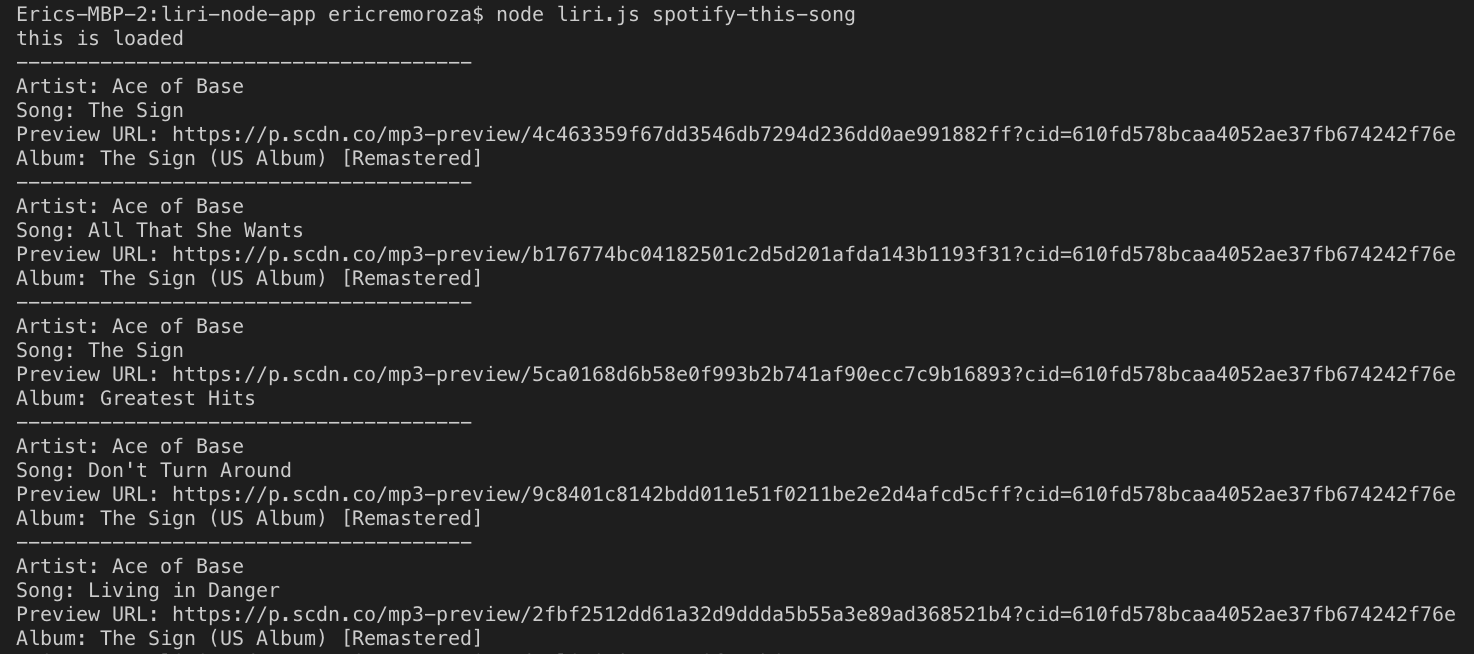 Erics-MBP-2:liri-node-app ericremoroza$ node liri.js spotify-this-song
this is loaded
--------------------------------------
Artist: Ace of Base
Song: The Sign
Preview URL: https://p.scdn.co/mp3-preview/4c463359f67dd3546db7294d236dd0ae991882ff?cid=610fd578bcaa4052ae37fb674242f76e
Album: The Sign (US Album) [Remastered]
--------------------------------------
Artist: Ace of Base
Song: All That She Wants
Preview URL: https://p.scdn.co/mp3-preview/b176774bc04182501c2d5d201afda143b1193f31?cid=610fd578bcaa4052ae37fb674242f76e
Album: The Sign (US Album) [Remastered]
--------------------------------------
Artist: Ace of Base
Song: The Sign
Preview URL: https://p.scdn.co/mp3-preview/5ca0168d6b58e0f993b2b741af90ecc7c9b16893?cid=610fd578bcaa4052ae37fb674242f76e
Album: Greatest Hits
--------------------------------------
Artist: Ace of Base
Song: Don't Turn Around
Preview URL: https://p.scdn.co/mp3-preview/9c8401c8142bdd011e51f0211be2e2d4afcd5cff?cid=610fd578bcaa4052ae37fb674242f76e
Album: The Sign (US Album) [Remastered]
--------------------------------------
Artist: Ace of Base
Song: Living in Danger
Preview URL: https://p.scdn.co/mp3-preview/2fbf2512dd61a32d9ddda5b55a3e89ad368521b4?cid=610fd578bcaa4052ae37fb674242f76e
Album: The Sign (US Album) [Remastered]